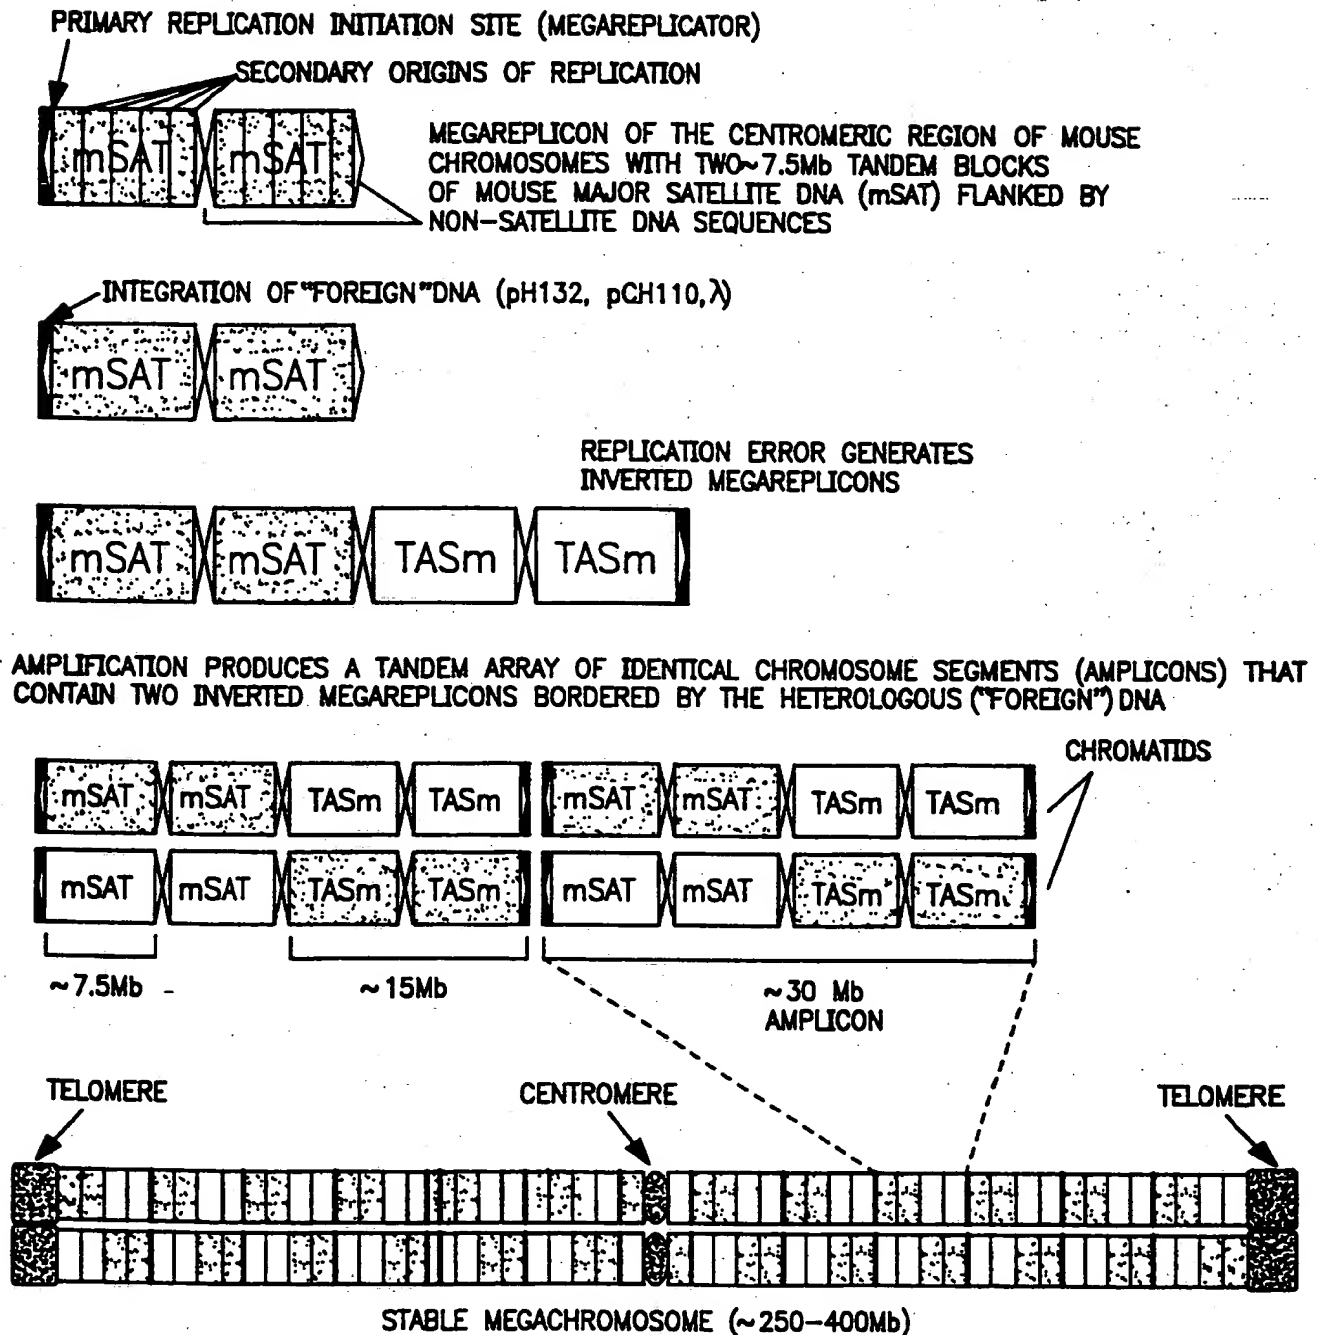 PRIMARY REPLICATION INITIATION SITE (MEGAREPLICATOR)
SECONDARY ORIGINS OF REPLICATION
mSAT mSAT
MEGAREPLICON OF THE CENTROMERIC REGION OF MOUSE
CHROMOSOMES WITH TWO~7.5Mb TANDEM BLOCKS
OF MOUSE MAJOR SATELLITE DNA (mSAT) FLANKED BY
NON-SATELLITE DNA SEQUENCES
INTEGRATION OF "FOREIGN" DNA (pH132, pCH110,λ)
mSAT mSAT
REPLICATION ERROR GENERATES
INVERTED MEGAREPLICONS
mSAT mSAT TASm TASm
AMPLIFICATION PRODUCES A TANDEM ARRAY OF IDENTICAL CHROMOSOME SEGMENTS (AMPLICONS) THAT
CONTAIN TWO INVERTED MEGAREPLICONS BORDERED BY THE HETEROLOGOUS ("FOREIGN") DNA
CHROMATIDS
mSAT mSAT TASm TASm mSAT mSAT TASm TASm
mSAT mSAT TASm TASm mSAT mSAT TASm TASm
~7.5Mb ~15Mb ~30 Mb
AMPLICON
TELOMERE CENTROMERE TELOMERE
STABLE MEGACHROMOSOME (~250-400Mb)